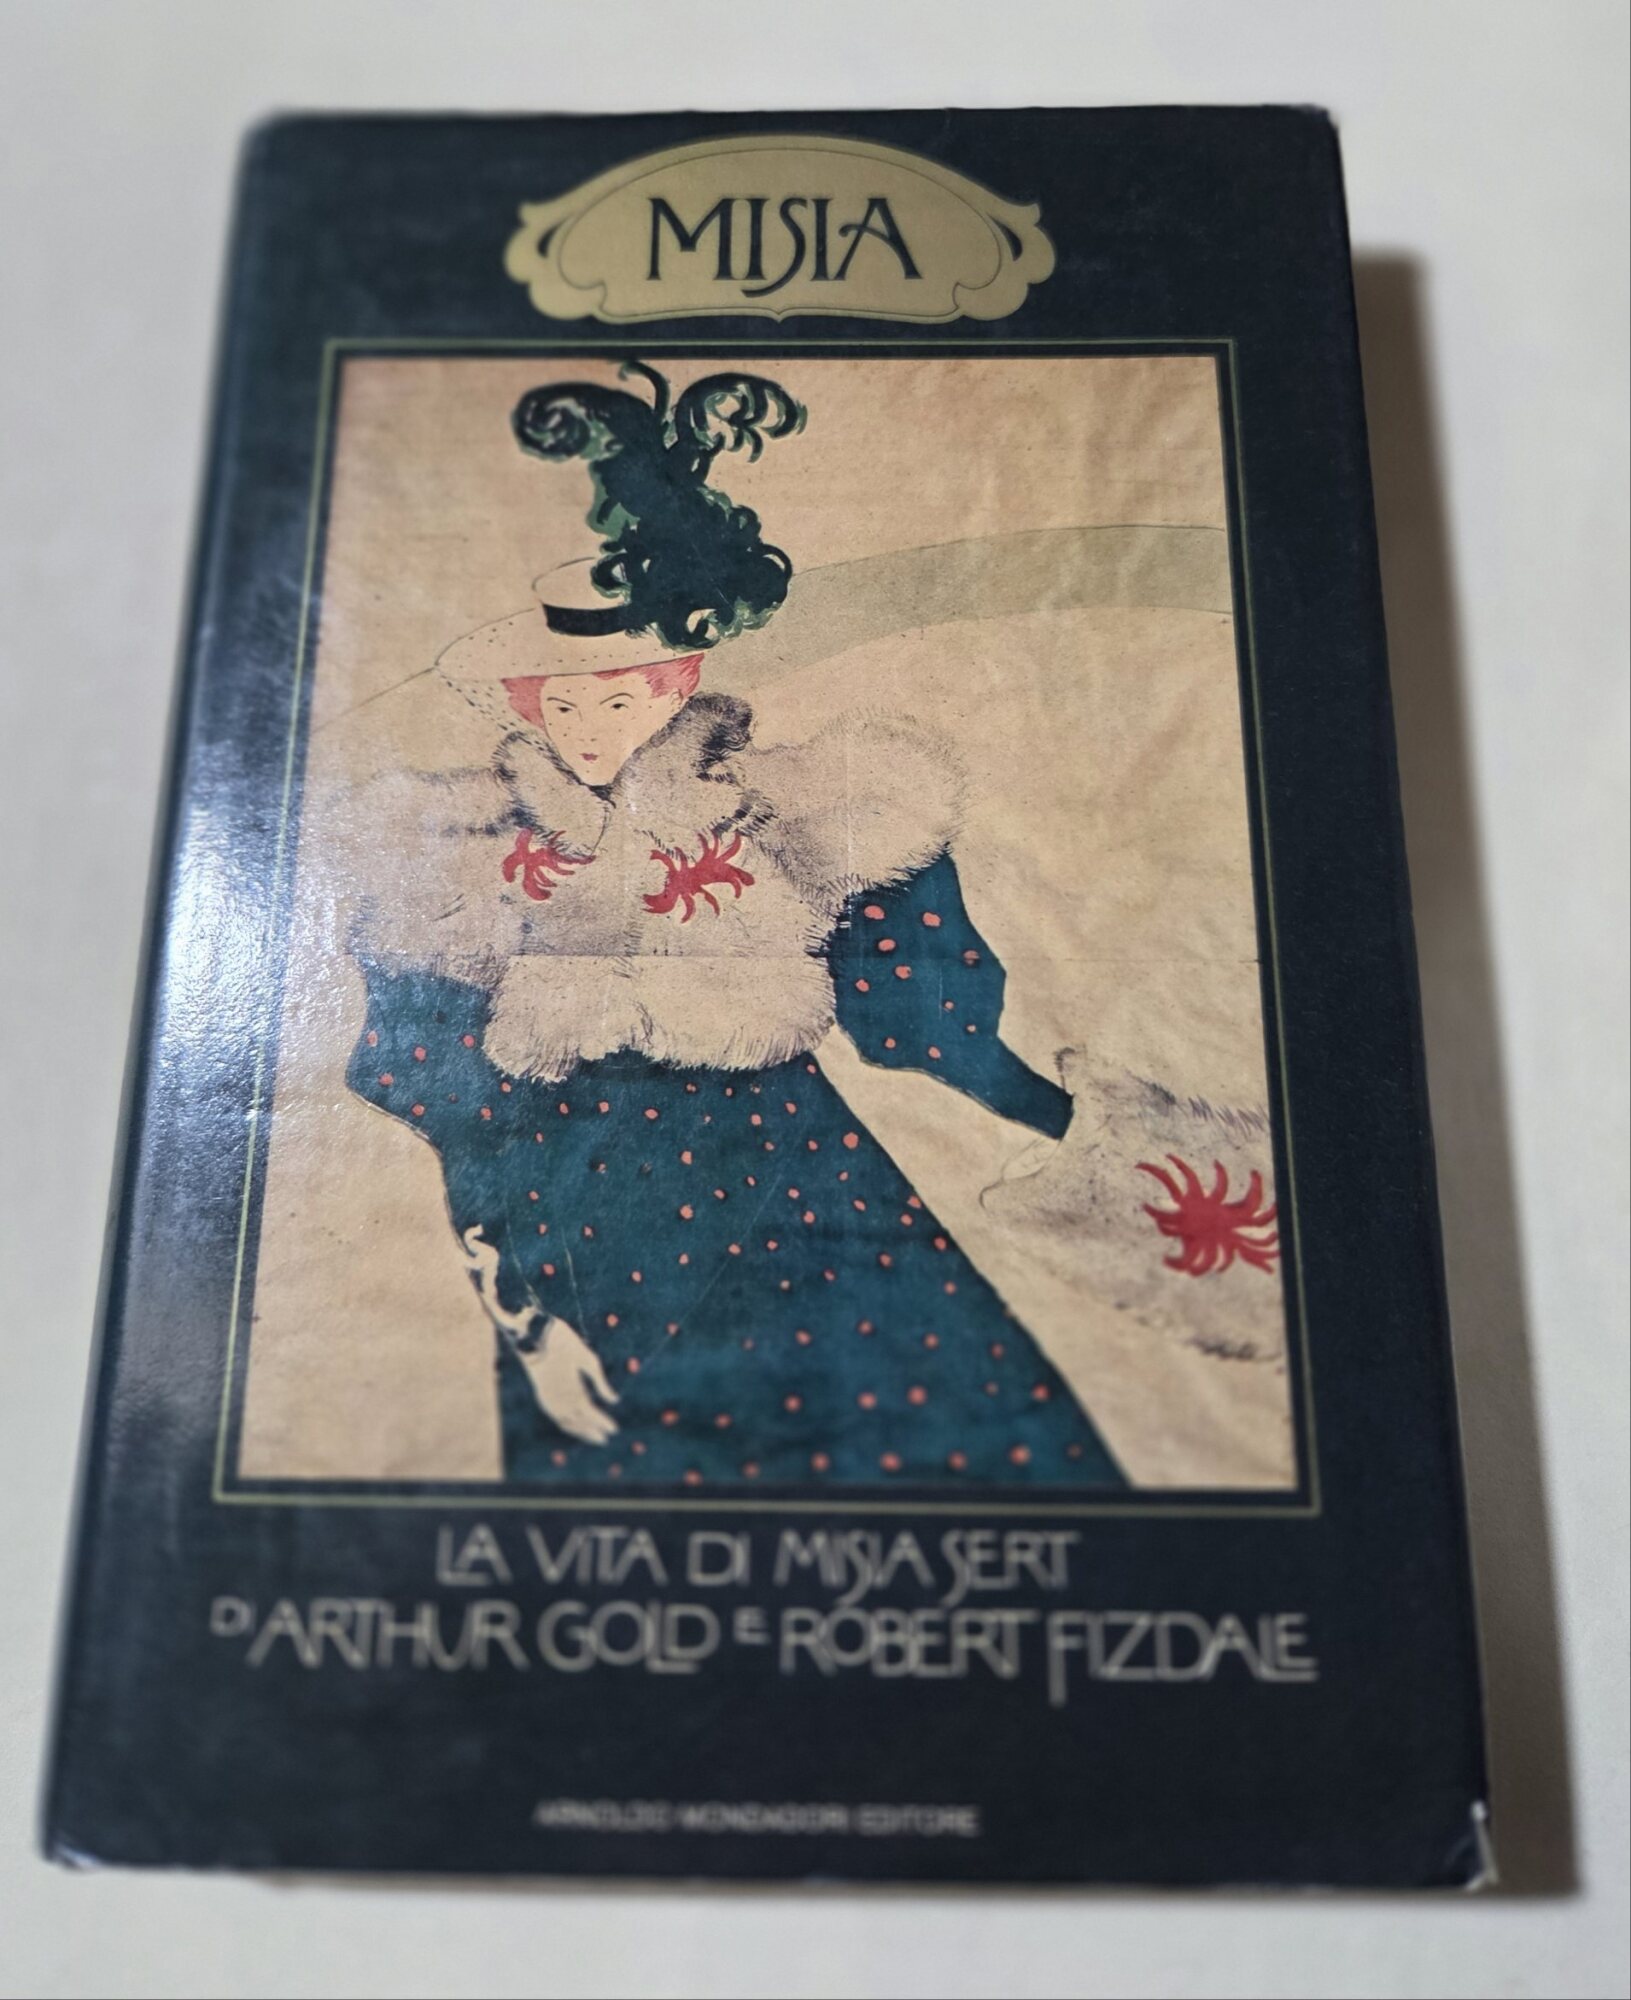 MISIA
LA VITA DI MISIA SERT
DI ARTHUR GOLD E ROBERT FIZDALE
ARNOLDO MONDADORI EDITORE